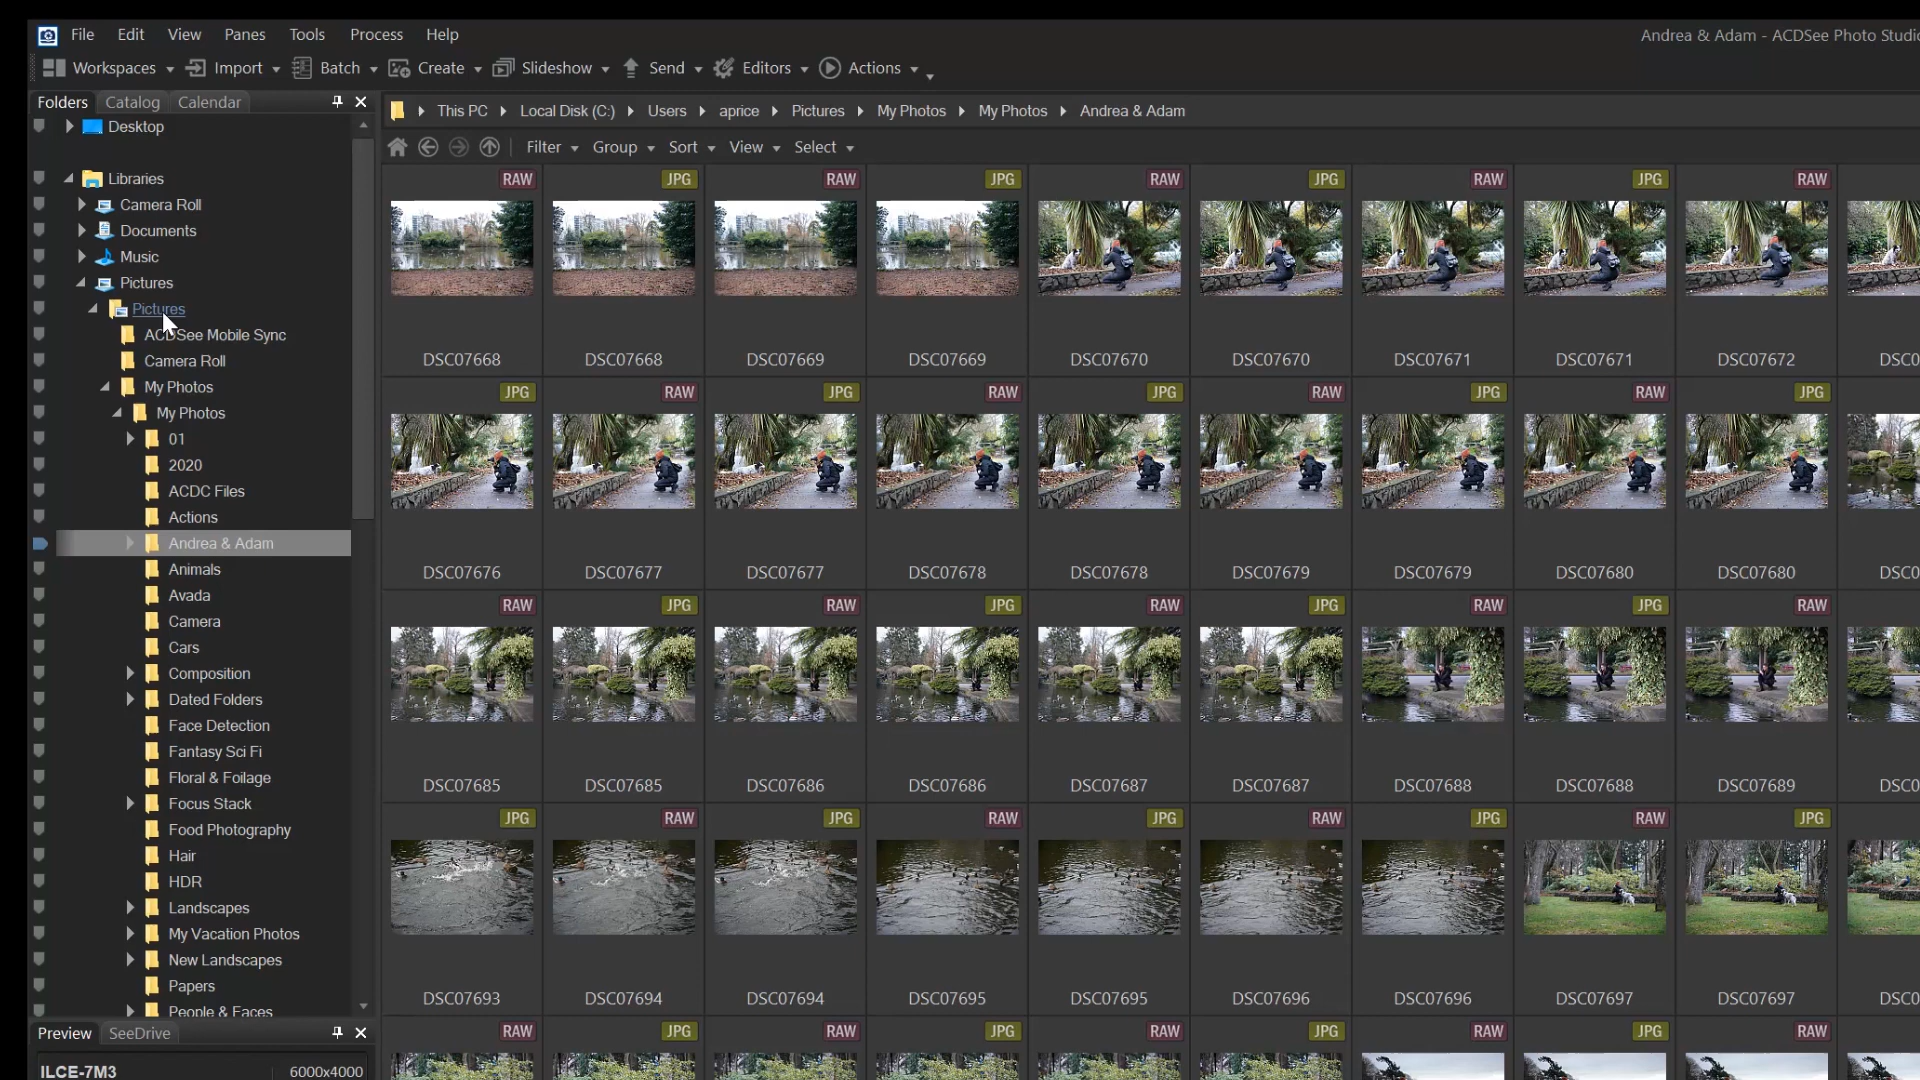 File Edit View Panes Tools Process Help
Andrea & Adam - ACDSee Photo Studio
Workspaces Import Batch Create Slideshow Send Editors Actions
Folders Catalog Calendar
This PC Local Disk (C:) Users aprice Pictures My Photos My Photos Andrea & Adam
Filter Group Sort View Select
Desktop
Libraries
Camera Roll
Documents
Music
Pictures
Pictures
ACDSee Mobile Sync
Camera Roll
My Photos
My Photos
01
2020
ACDC Files
Actions
Andrea & Adam
Animals
Avada
Camera
Cars
Composition
Dated Folders
Face Detection
Fantasy Sci Fi
Floral & Foilage
Focus Stack
Food Photography
Hair
HDR
Landscapes
My Vacation Photos
New Landscapes
Papers
People & Faces
Preview SeeDrive
ILCE-7M3 6000x4000
RAW JPG RAW JPG RAW JPG RAW JPG RAW
DSC07668 DSC07668 DSC07669 DSC07669 DSC07670 DSC07670 DSC07671 DSC07671 DSC07672 DSC0
JPG RAW JPG RAW JPG RAW JPG RAW JPG
DSC07676 DSC07677 DSC07677 DSC07678 DSC07678 DSC07679 DSC07679 DSC07680 DSC07680 DSC0
RAW JPG RAW JPG RAW JPG RAW JPG RAW
DSC07685 DSC07685 DSC07686 DSC07686 DSC07687 DSC07687 DSC07688 DSC07688 DSC07689 DSC0
JPG RAW JPG RAW JPG RAW JPG RAW JPG
DSC07693 DSC07694 DSC07694 DSC07695 DSC07695 DSC07696 DSC07696 DSC07697 DSC07697 DSC0
RAW JPG RAW JPG RAW JPG RAW JPG RAW